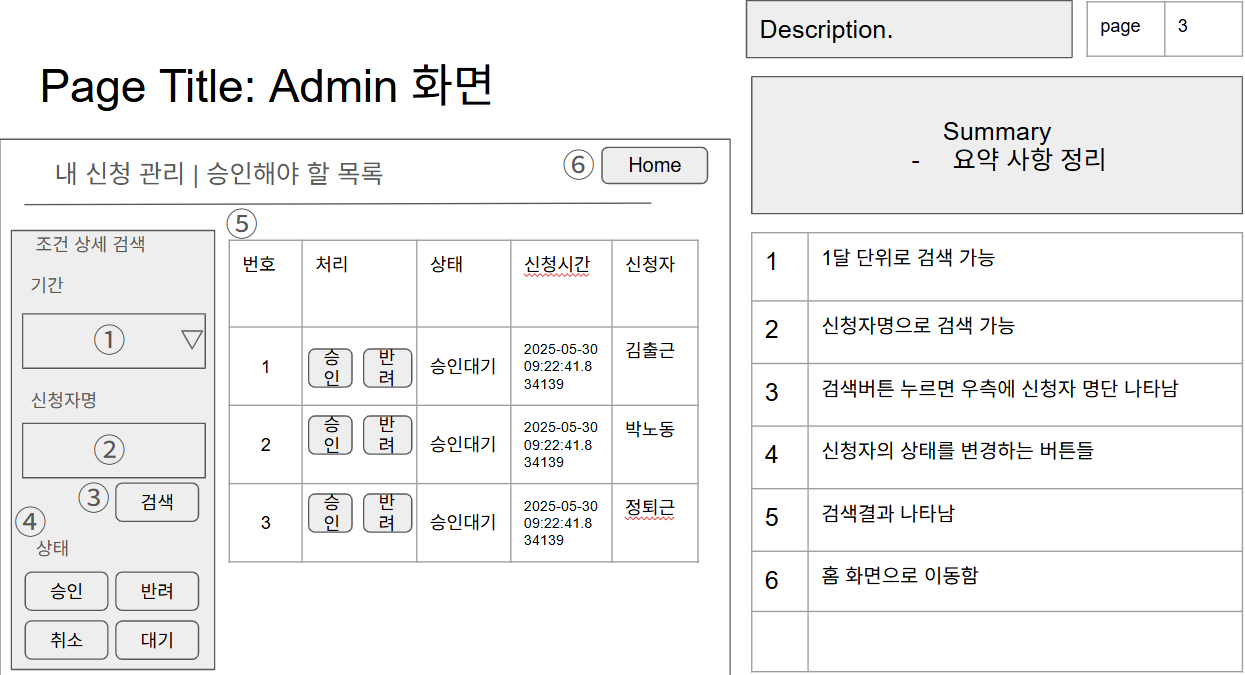 Page Title: Admin 화면
내 신청 관리 | 승인해야 할 목록
⑥
Home
조건 상세 검색
기간
①
신청자명
②
③
검색
④
상태
승인
반려
취소
대기
⑤
번호
처리
상태
신청시간
신청자
1
승
인
반
려
승인대기
2025-05-30
09:22:41.8
34139
김출근
2
승
인
반
려
승인대기
2025-05-30
09:22:41.8
34139
박노동
3
승
인
반
려
승인대기
2025-05-30
09:22:41.8
34139
정퇴근
Description.
page
3
Summary
- 요약 사항 정리
1
1달 단위로 검색 가능
2
신청자명으로 검색 가능
3
검색버튼 누르면 우측에 신청자 명단 나타남
4
신청자의 상태를 변경하는 버튼들
5
검색결과 나타남
6
홈 화면으로 이동함